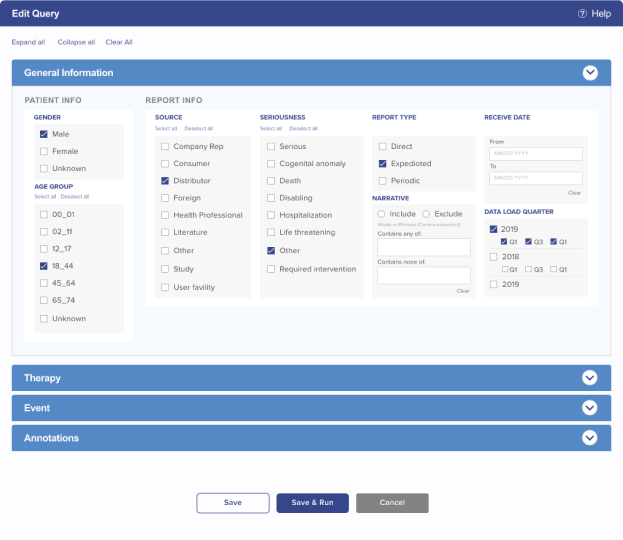 Edit Query
Help
Expand all Collapse all Clear All
General Information
PATIENT INFO
GENDER
Male
Female
Unknown
AGE GROUP
Select all Deselect all
00_01
02_11
12_17
18_44
45_64
65_74
Unknown
REPORT INFO
SOURCE
Select all Deselect all
Company Rep
Consumer
Distributor
Foreign
Health Professional
Literature
Other
Study
User favility
SERIOUSNESS
Select all Deselect all
Serious
Cogenital anomaly
Death
Disabling
Hospitalization
Life threatening
Other
Required intervention
REPORT TYPE
Direct
Expedioted
Periodic
NARRATIVE
Include Exclude
Words or Phrases (Comma separated)
Contains any of:
Contains none of:
Clear
RECEIVE DATE
From
MM/DD/YYYY
To
MM/DD/YYYY
Clear
DATA LOAD QUARTER
2019
Q1 Q3 Q1
2018
Q1 Q3 Q1
2019
Therapy
Event
Annotations
Save
Save & Run
Cancel